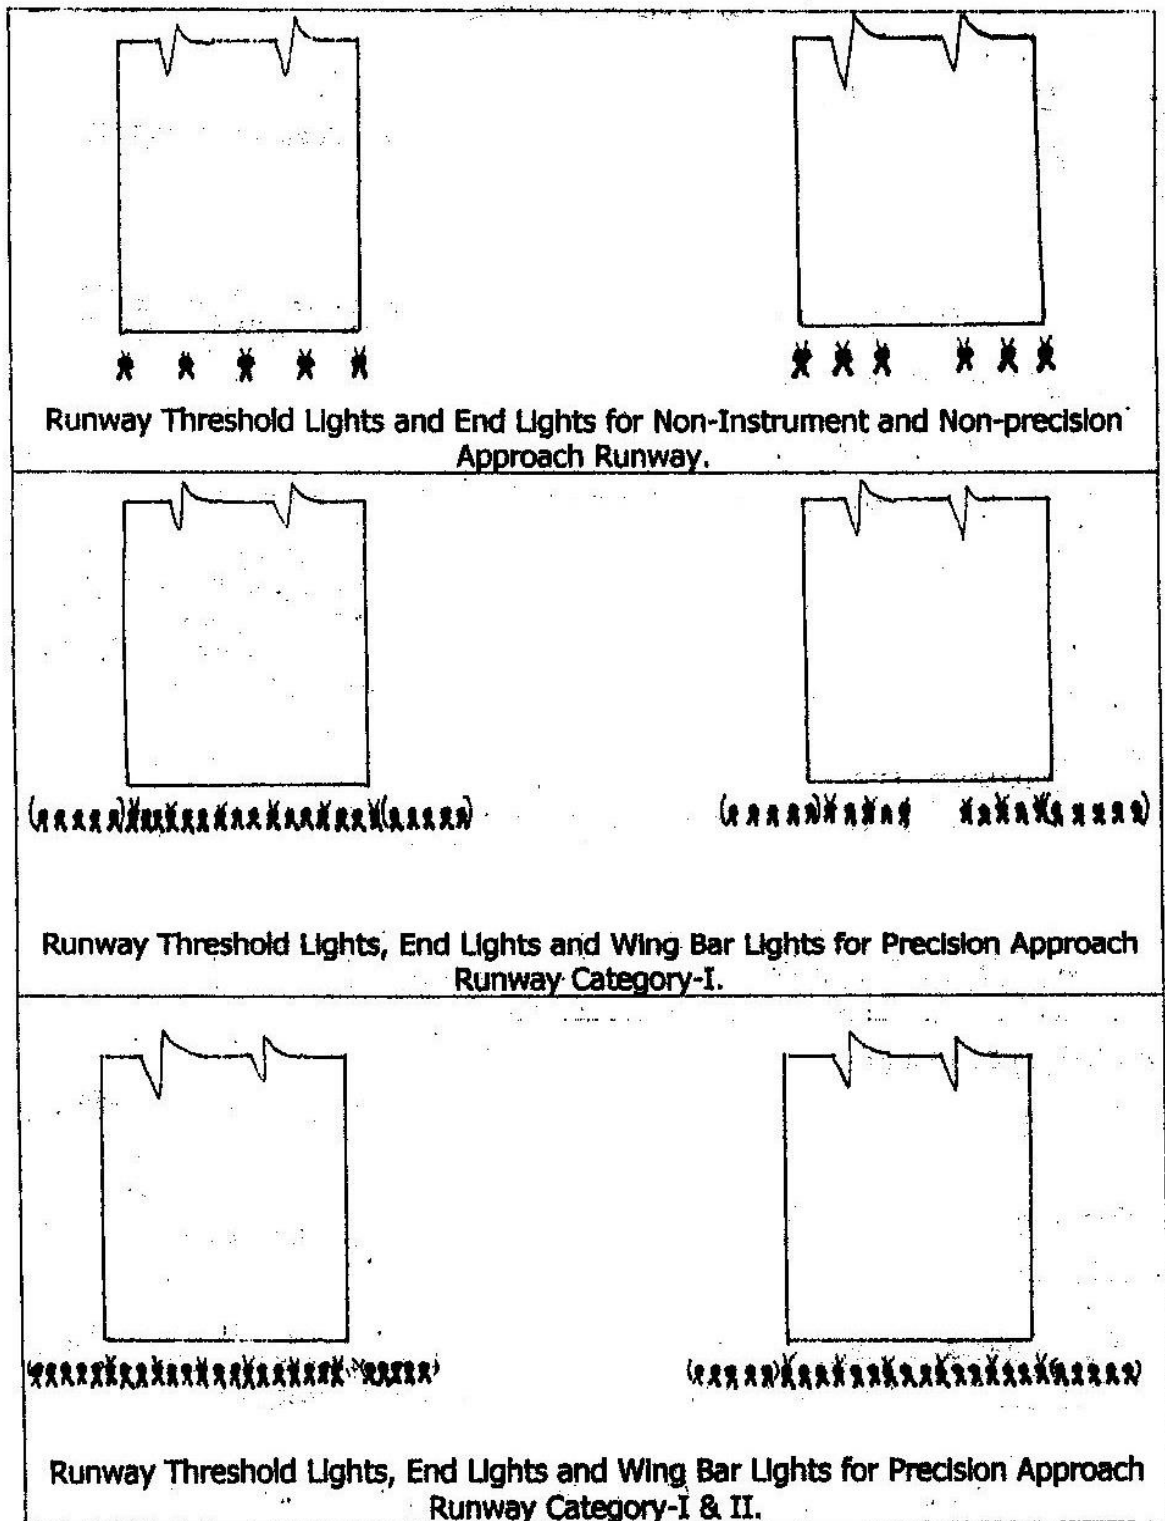 Runway Threshold Lights and End Lights for Non-Instrument and Non-precision
Approach Runway.
Runway Threshold Lights, End Lights and Wing Bar Lights for Precision Approach
Runway Category-I.
Runway Threshold Lights, End Lights and Wing Bar Lights for Precision Approach
Runway Category-I & II.